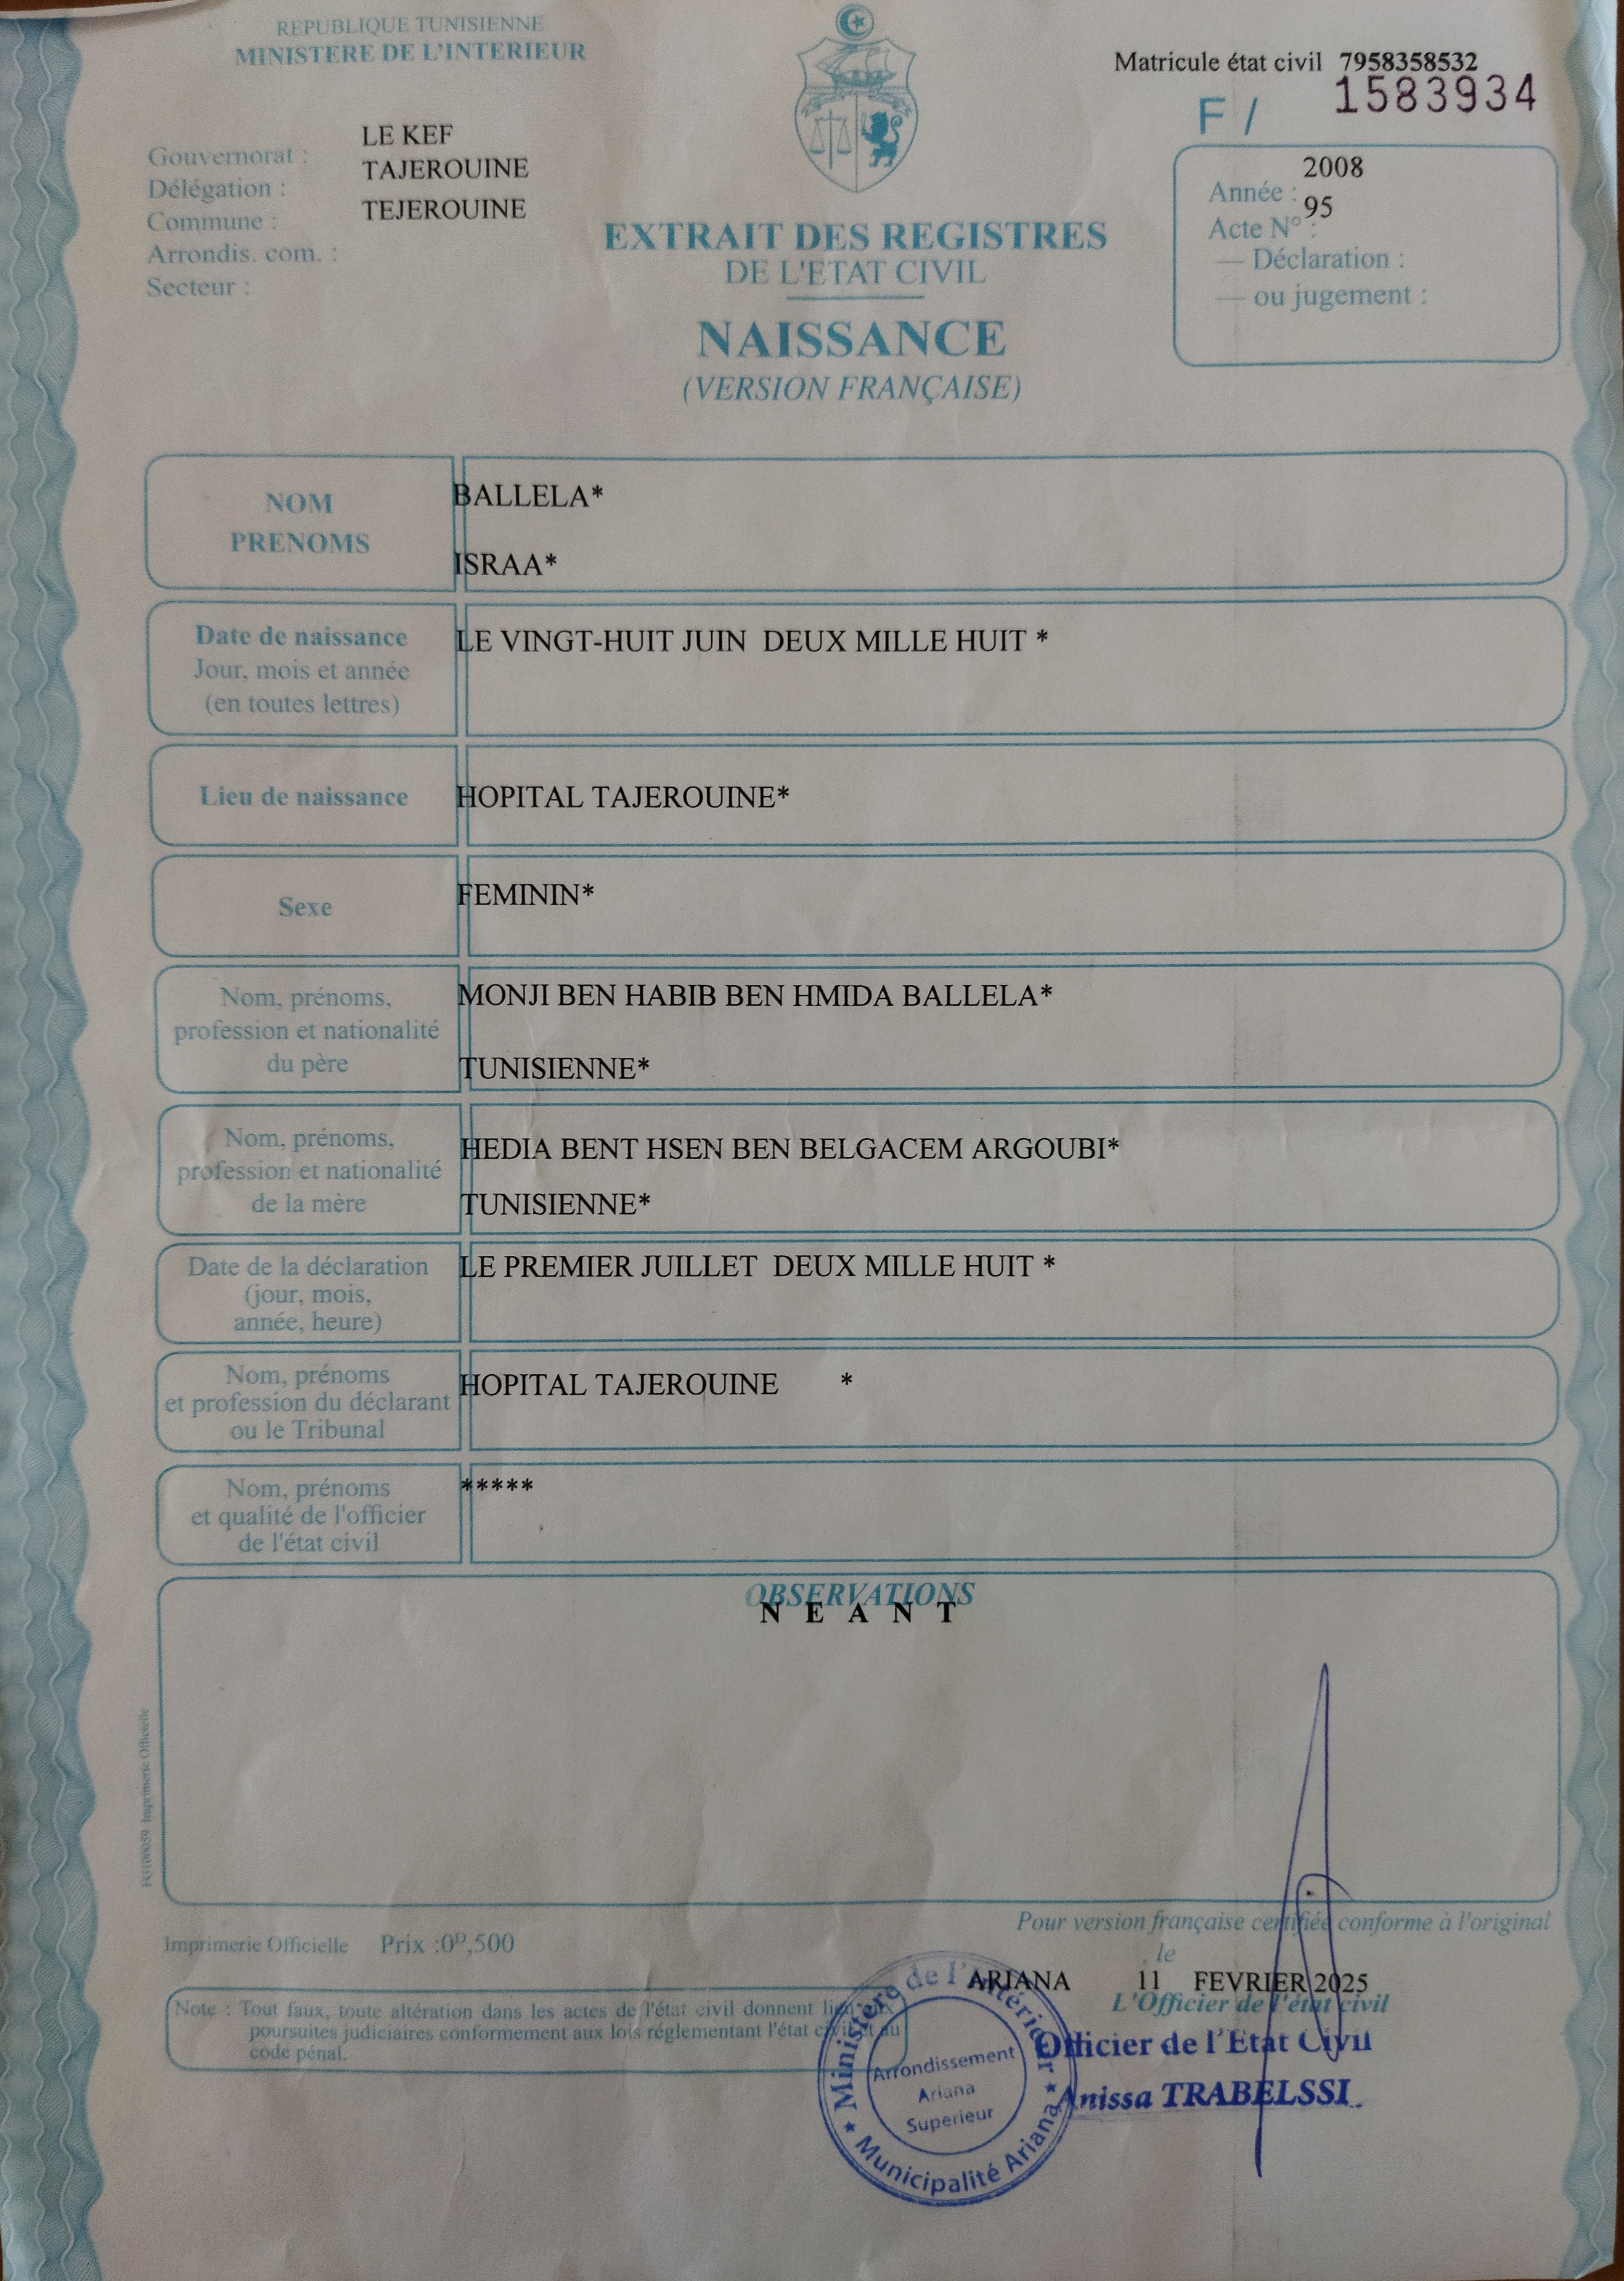 REPUBLIQUE TUNISIENNE
MINISTERE DE L'INTERIEUR
Matricule état civil 7958358532
F / 1583934
Gouvernorat : LE KEF
Délégation : TAJEROUINE
Commune : TEJEROUINE
Arrondis. com. :
Secteur :
Année : 2008
Acte N° : 95
— Déclaration :
— ou jugement :
EXTRAIT DES REGISTRES
DE L'ETAT CIVIL
NAISSANCE
(VERSION FRANÇAISE)
NOM
PRENOMS
BALLELA*
ISRAA*
Date de naissance
Jour, mois et année
(en toutes lettres)
LE VINGT-HUIT JUIN DEUX MILLE HUIT *
Lieu de naissance
HOPITAL TAJEROUINE*
Sexe
FEMININ*
Nom, prénoms,
profession et nationalité
du père
MONJI BEN HABIB BEN HMIDA BALLELA*
TUNISIENNE*
Nom, prénoms,
profession et nationalité
de la mère
HEDIA BENT HSEN BEN BELGACEM ARGOUBI*
TUNISIENNE*
Date de la déclaration
(jour, mois,
année, heure)
LE PREMIER JUILLET DEUX MILLE HUIT *
Nom, prénoms
et profession du déclarant
ou le Tribunal
HOPITAL TAJEROUINE *
Nom, prénoms
et qualité de l'officier
de l'état civil
*****
OBSERVATIONS
N E A N T
FG100059 Imprimerie Officielle
Pour version française certifiée conforme à l'original
Imprimerie Officielle Prix :0ᴰ,500
le
ARIANA 11 FEVRIER 2025
L'Officier de l'état civil
Note : Tout faux, toute altération dans les actes de l'état civil donnent lieu aux
poursuites judiciaires conformement aux lois réglementant l'état civil et au
code pénal.
Officier de l'Etat Civil
Anissa TRABELSSI
Ministère de l'Intérieur
Arrondissement
Ariana
Superieur
Municipalité Ariana